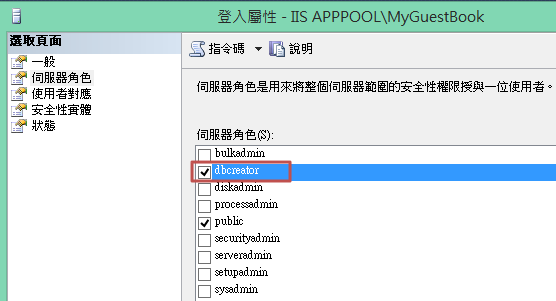 登入屬性 - IIS APPPOOL\MyGuestBook
選取頁面
一般
伺服器角色
使用者對應
安全性實體
狀態
指令碼 說明
伺服器角色是用來將整個伺服器範圍的安全性權限授與一位使用者。
伺服器角色(S):
bulkadmin
dbcreator
diskadmin
processadmin
public
securityadmin
serveradmin
setupadmin
sysadmin